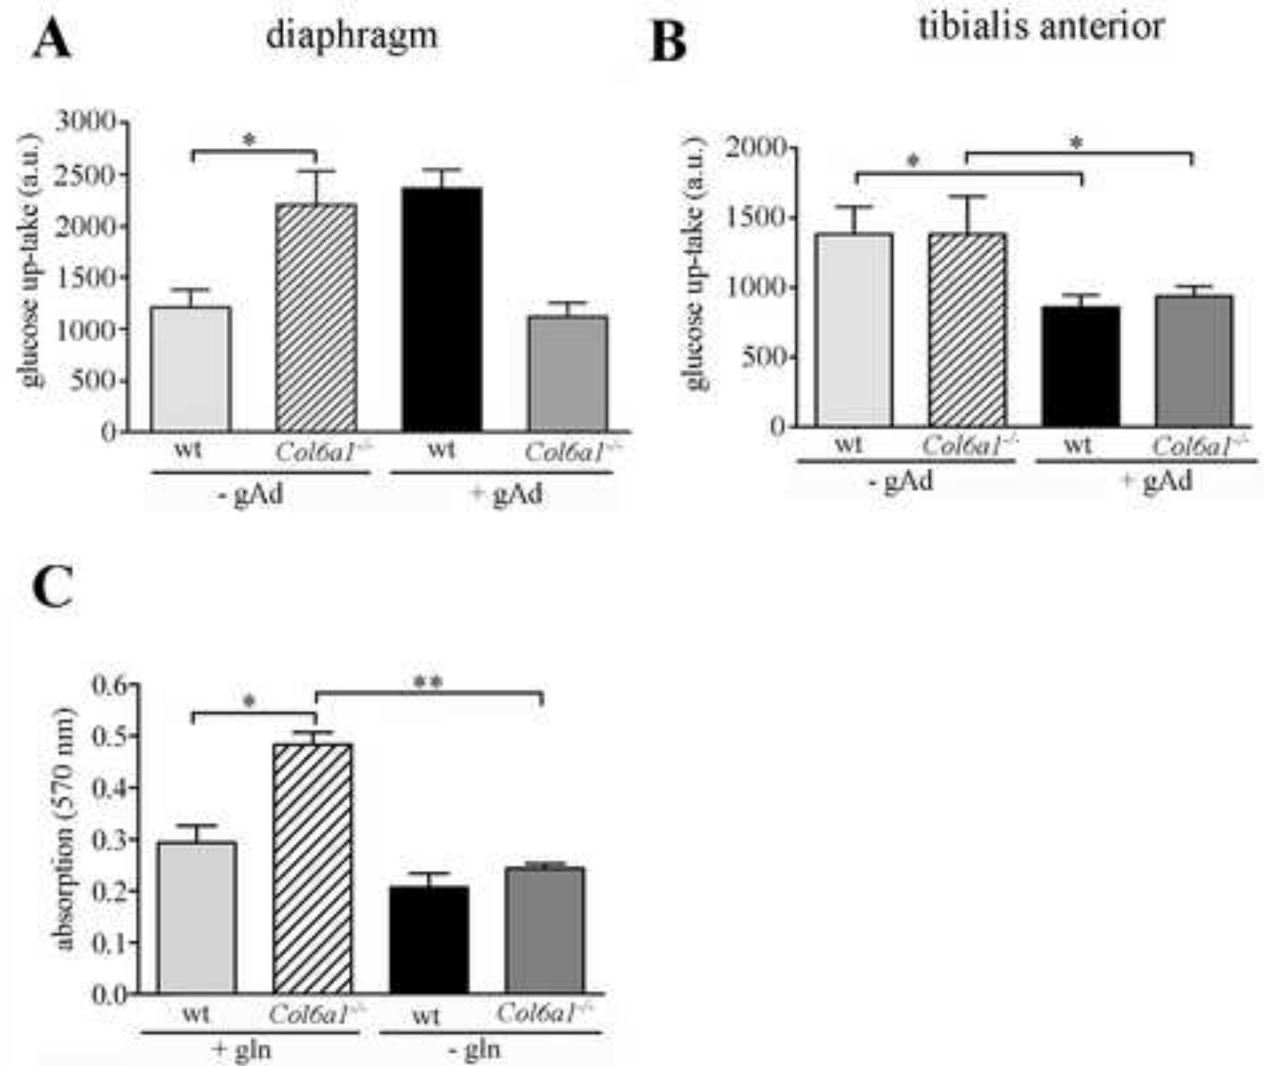 A
diaphragm
glucose up-take (a.u.)
3000
2500
2000
1500
1000
500
0
*
wt
Col6a1-/-
wt
Col6a1-/-
- gAd
+ gAd
B
tibialis anterior
glucose up-take (a.u.)
2000
1500
1000
500
0
*
*
wt
Col6a1-/-
wt
Col6a1-/-
- gAd
+ gAd
C
absorption (570 nm)
0.6
0.5
0.4
0.3
0.2
0.1
0.0
*
**
wt
Col6a1-/-
wt
Col6a1-/-
+ gln
- gln